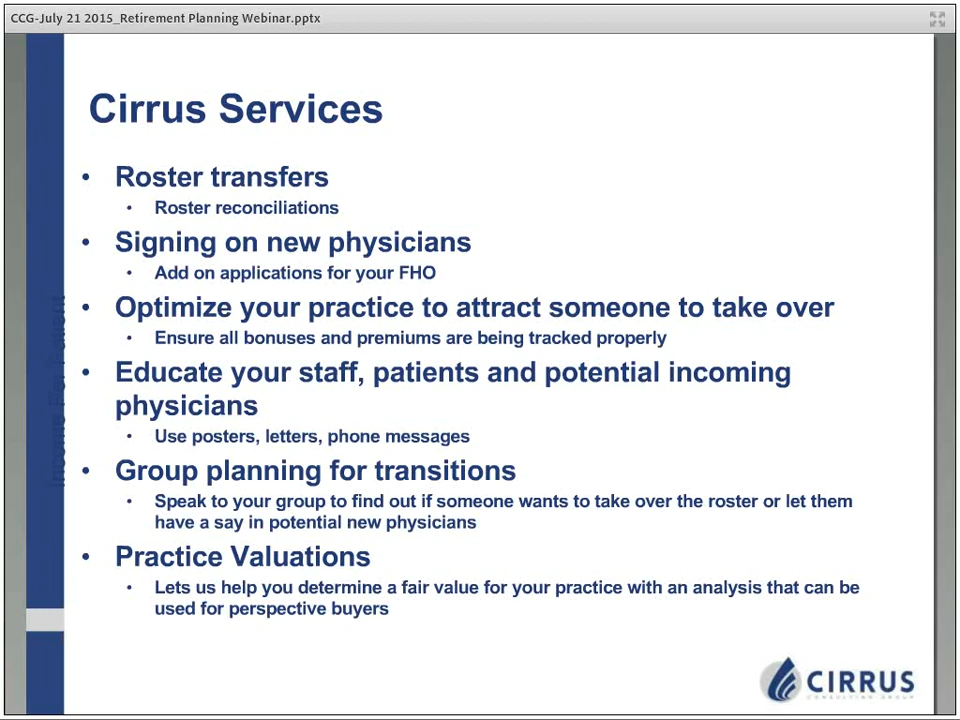 CCG-July 21 2015_Retirement Planning Webinar.pptx
Cirrus Services
• Roster transfers
• Roster reconciliations
• Signing on new physicians
• Add on applications for your FHO
• Optimize your practice to attract someone to take over
• Ensure all bonuses and premiums are being tracked properly
• Educate your staff, patients and potential incoming
physicians
• Use posters, letters, phone messages
• Group planning for transitions
• Speak to your group to find out if someone wants to take over the roster or let them
have a say in potential new physicians
• Practice Valuations
• Lets us help you determine a fair value for your practice with an analysis that can be
used for perspective buyers
Income For Patient
CIRRUS
CONSULTING GROUP